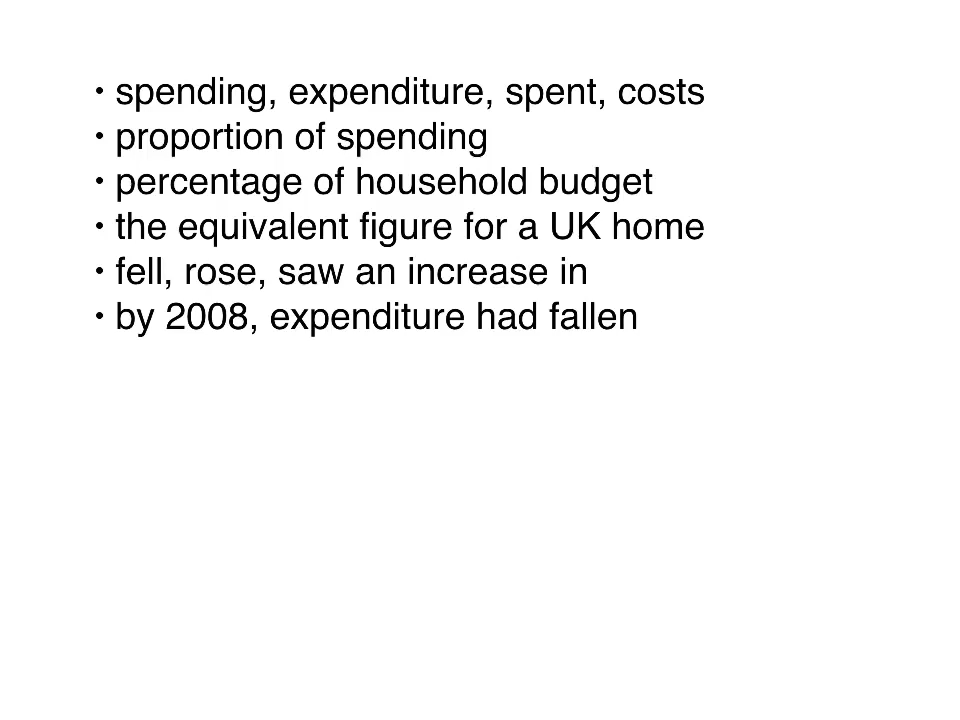 • spending, expenditure, spent, costs
• proportion of spending
• percentage of household budget
• the equivalent figure for a UK home
• fell, rose, saw an increase in
• by 2008, expenditure had fallen